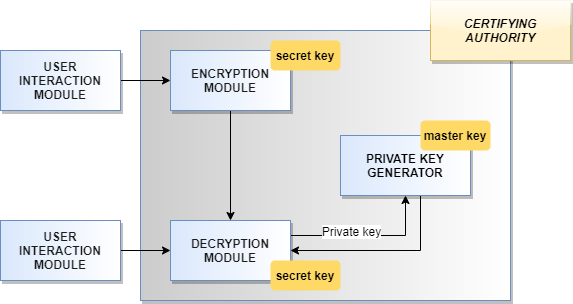 CERTIFYING
AUTHORITY
secret key
USER
INTERACTION
MODULE
ENCRYPTION
MODULE
master key
PRIVATE KEY
GENERATOR
USER
INTERACTION
MODULE
DECRYPTION
MODULE
Private key
secret key